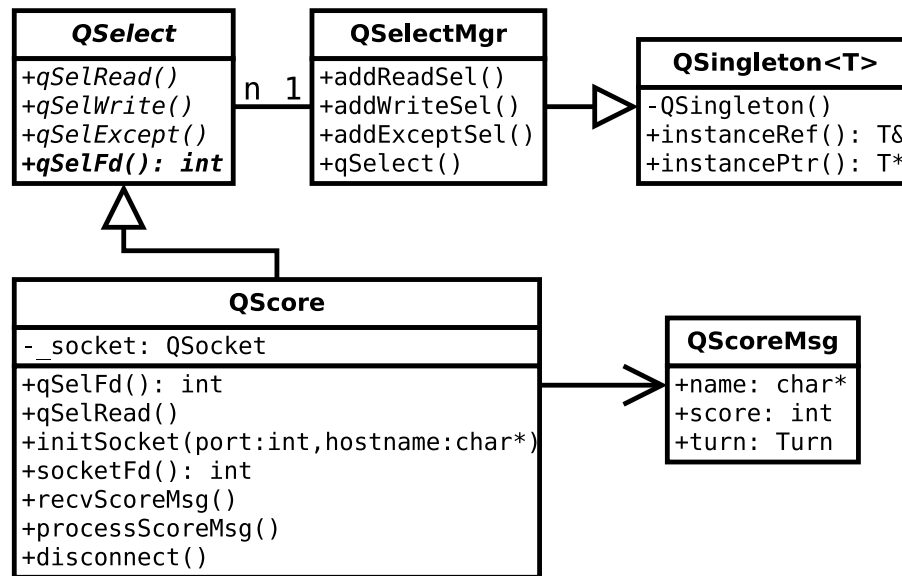 QSelect
+qSelRead()
+qSelWrite()
+qSelExcept()
+qSelFd(): int
n 1
QSelectMgr
+addReadSel()
+addWriteSel()
+addExceptSel()
+qSelect()
QSingleton<T>
-QSingleton()
+instanceRef(): T&
+instancePtr(): T*
QScore
-_socket: QSocket
+qSelFd(): int
+qSelRead()
+initSocket(port:int,hostname:char*)
+socketFd(): int
+recvScoreMsg()
+processScoreMsg()
+disconnect()
QScoreMsg
+name: char*
+score: int
+turn: Turn